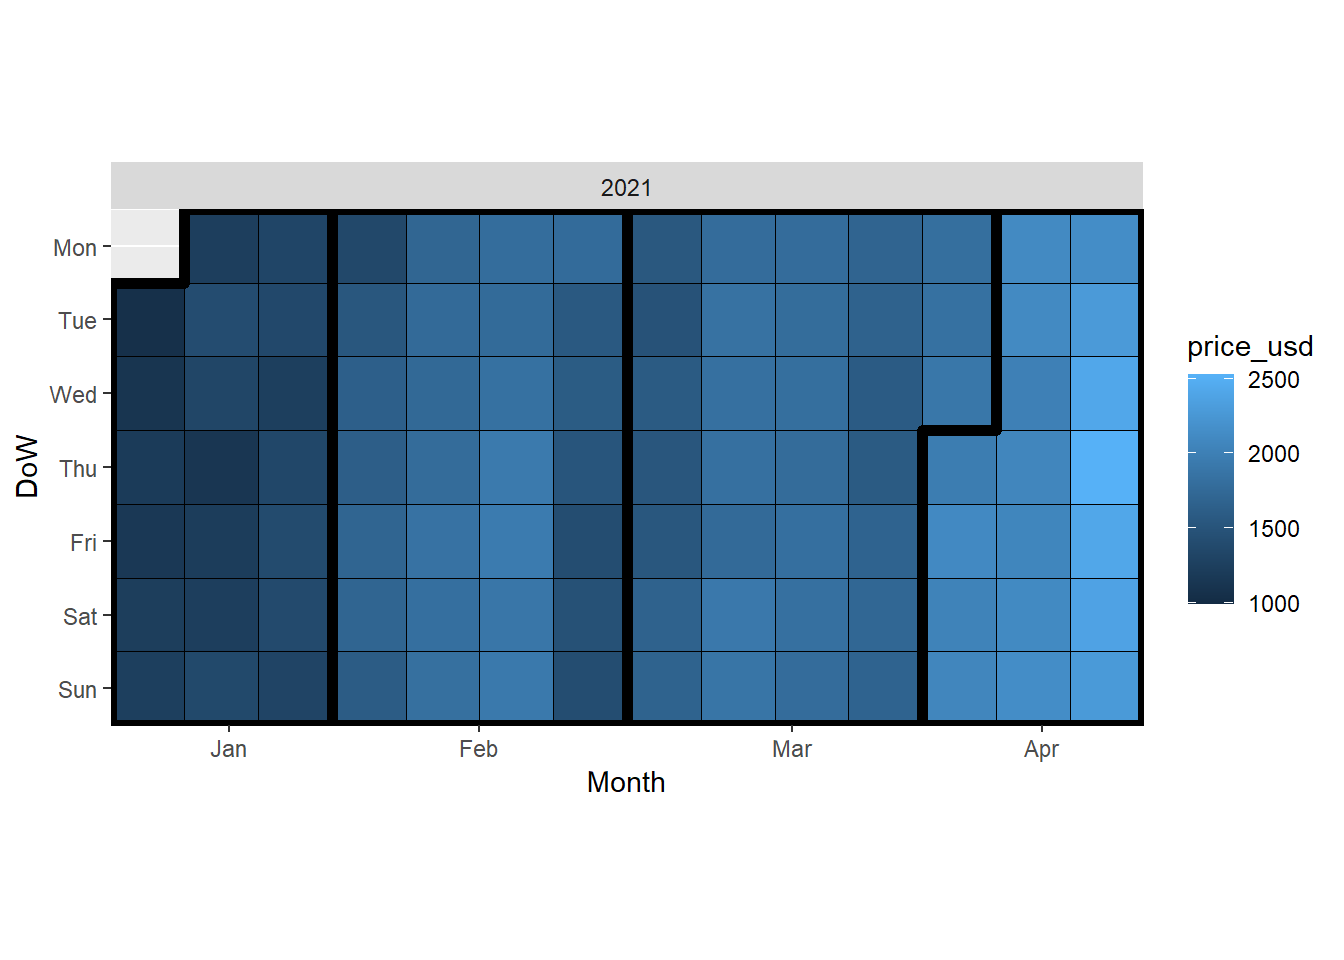 2021
Mon
Tue
Wed
Thu
Fri
Sat
Sun
DoW
Jan Feb Mar Apr
Month
price_usd
2500
2000
1500
1000